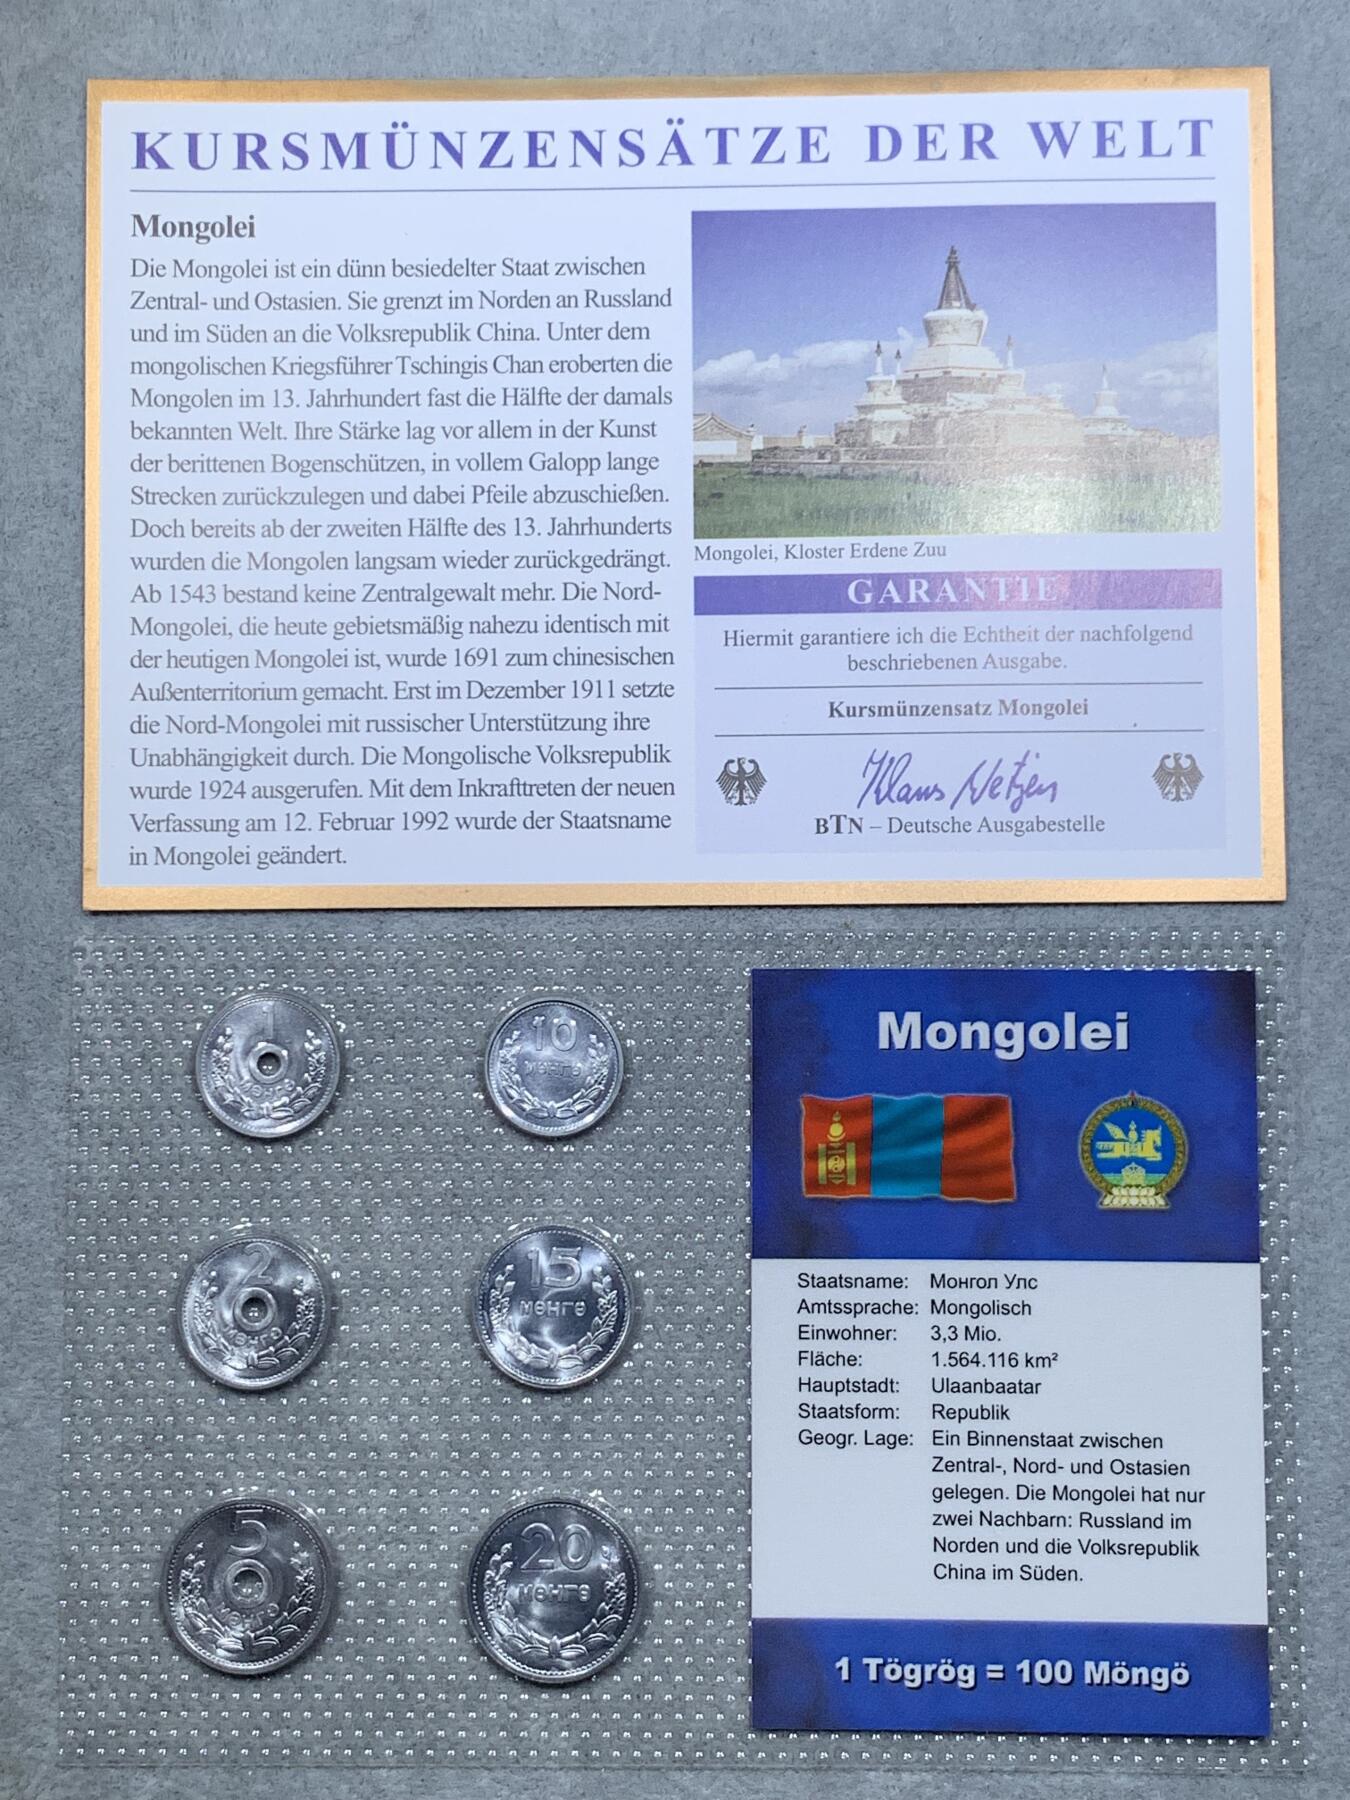 KURSMÜNZENSÄTZE DER WELT
Mongolei
Die Mongolei ist ein dünn besiedelter Staat zwischen
Zentral- und Ostasien. Sie grenzt im Norden an Russland
und im Süden an die Volksrepublik China. Unter dem
mongolischen Kriegsführer Tschingis Chan eroberten die
Mongolen im 13. Jahrhundert fast die Hälfte der damals
bekannten Welt. Ihre Stärke lag vor allem in der Kunst
der berittenen Bogenschützen, in vollem Galopp lange
Strecken zurückzulegen und dabei Pfeile abzuschießen.
Doch bereits ab der zweiten Hälfte des 13. Jahrhunderts
wurden die Mongolen langsam wieder zurückgedrängt.
Ab 1543 bestand keine Zentralgewalt mehr. Die Nord-
Mongolei, die heute gebietsmäßig nahezu identisch mit
der heutigen Mongolei ist, wurde 1691 zum chinesischen
Außenterritorium gemacht. Erst im Dezember 1911 setzte
die Nord-Mongolei mit russischer Unterstützung ihre
Unabhängigkeit durch. Die Mongolische Volksrepublik
wurde 1924 ausgerufen. Mit dem Inkrafttreten der neuen
Verfassung am 12. Februar 1992 wurde der Staatsname
in Mongolei geändert.
Mongolei, Kloster Erdene Zuu
GARANTIE
Hiermit garantiere ich die Echtheit der nachfolgend
beschriebenen Ausgabe.
Kursmünzensatz Mongolei
Klaus
BTN – Deutsche Ausgabestelle
1
10
МӨНГӨ
2
15
МӨНГӨ
5
МӨНГӨ
20
МӨНГӨ
Mongolei
Staatsname: Монгол Улс
Amtssprache: Mongolisch
Einwohner: 3,3 Mio.
Fläche: 1.564.116 km²
Hauptstadt: Ulaanbaatar
Staatsform: Republik
Geogr. Lage: Ein Binnenstaat zwischen
Zentral-, Nord- und Ostasien
gelegen. Die Mongolei hat nur
zwei Nachbarn: Russland im
Norden und die Volksrepublik
China im Süden.
1 Tögrög = 100 Möngö